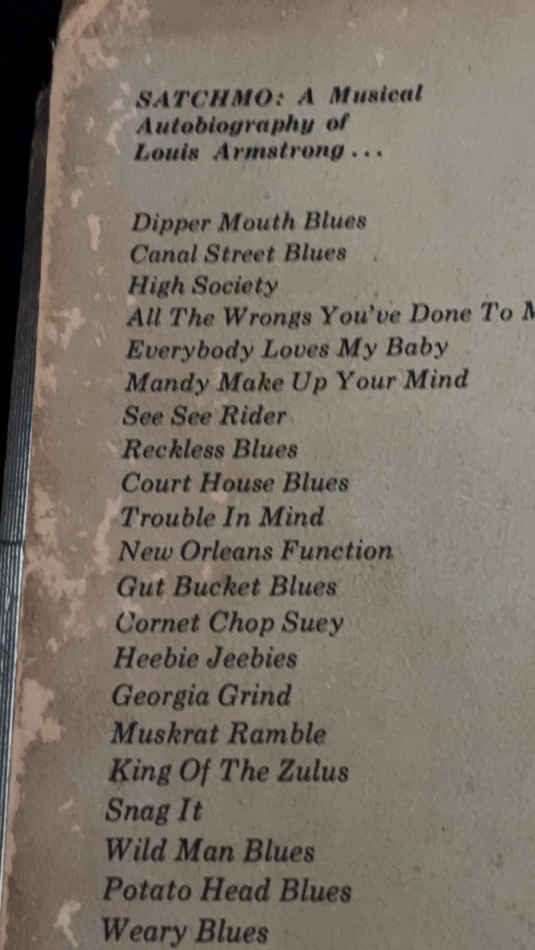 SATCHMO: A Musical
Autobiography of
Louis Armstrong...
Dipper Mouth Blues
Canal Street Blues
High Society
All The Wrongs You've Done To
Everybody Loves My Baby
Mandy Make Up Your Mind
See See Rider
Reckless Blues
Court House Blues
Trouble In Mind
New Orleans Function
Gut Bucket Blues
Cornet Chop Suey
Heebie Jeebies
Georgia Grind
Muskrat Ramble
King Of The Zulus
Snag It
Wild Man Blues
Potato Head Blues
Weary Blues